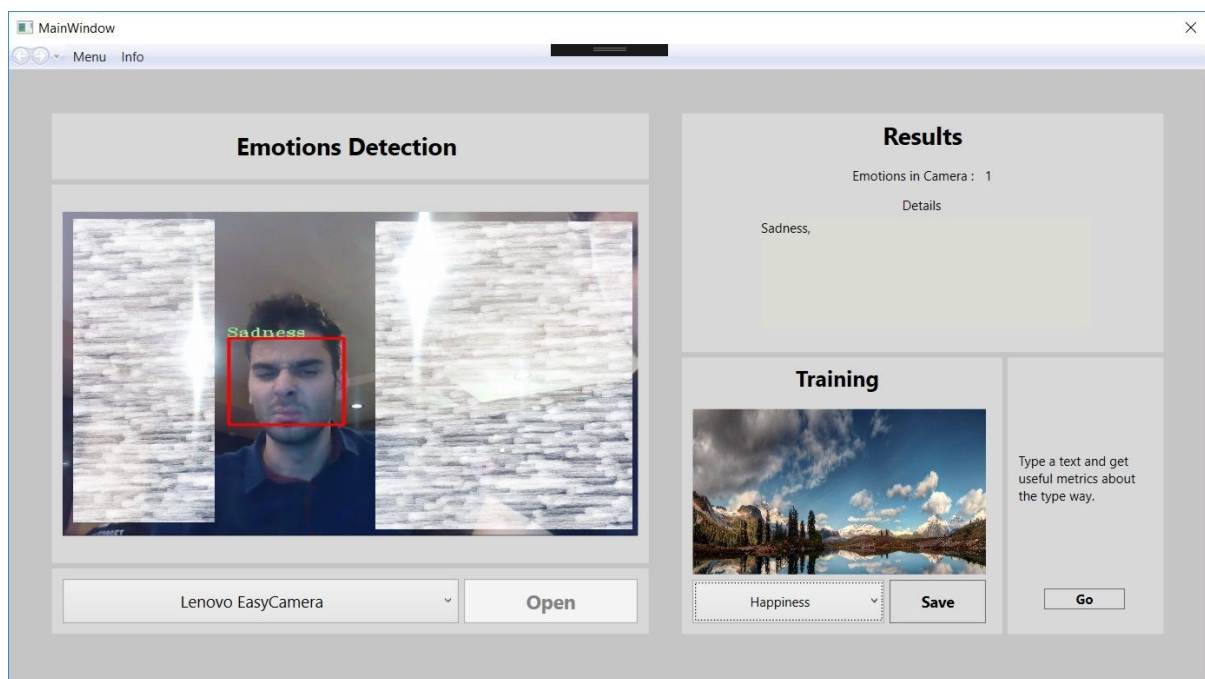 MainWindow
Menu Info
Emotions Detection
Sadness
Lenovo EasyCamera
Open
Results
Emotions in Camera : 1
Details
Sadness,
Training
Happiness
Save
Type a text and get
useful metrics about
the type way.
Go